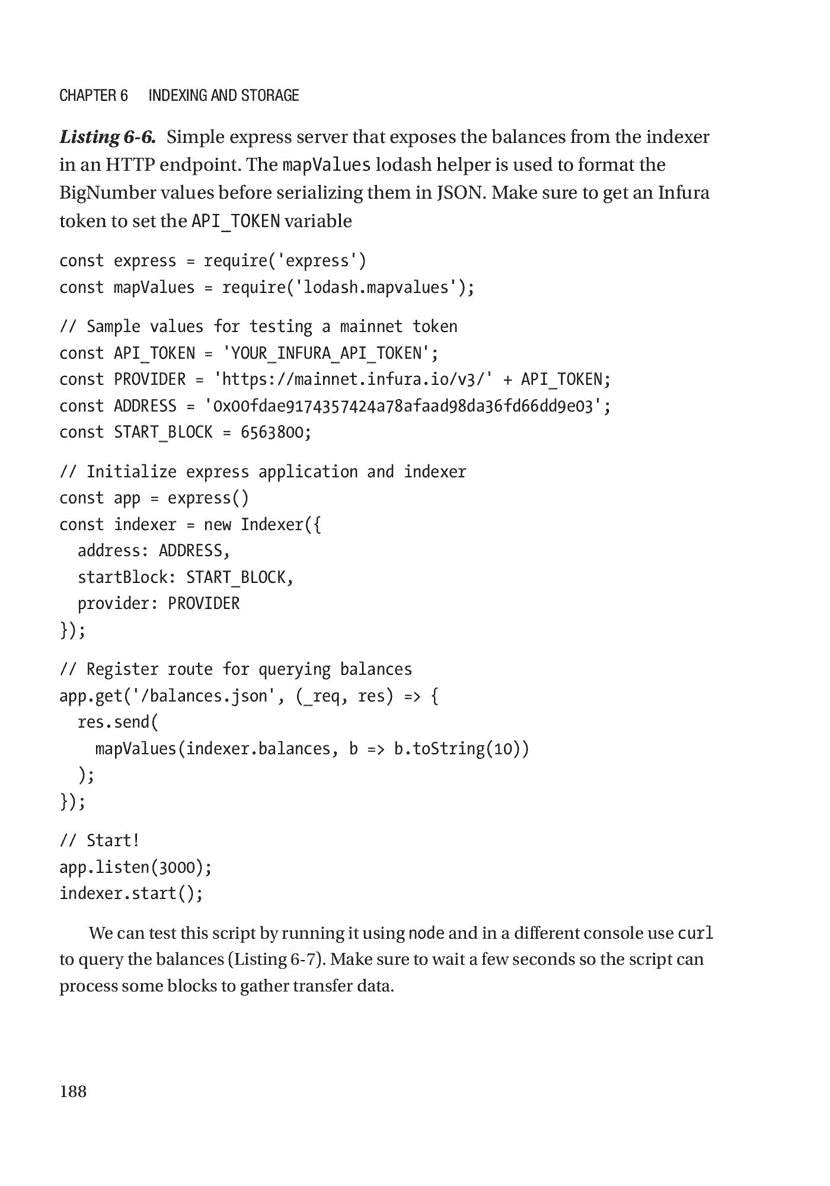 CHAPTER 6 INDEXING AND STORAGE
Listing 6-6. Simple express server that exposes the balances from the indexer
in an HTTP endpoint. The mapValues lodash helper is used to format the
BigNumber values before serializing them in JSON. Make sure to get an Infura
token to set the API_TOKEN variable
const express = require('express')
const mapValues = require('lodash.mapvalues');
// Sample values for testing a mainnet token
const API_TOKEN = 'YOUR_INFURA_API_TOKEN';
const PROVIDER = 'https://mainnet.infura.io/v3/' + API_TOKEN;
const ADDRESS = '0x00fdae9174357424a78afaad98da36fd66dd9e03';
const START_BLOCK = 6563800;
// Initialize express application and indexer
const app = express()
const indexer = new Indexer({
  address: ADDRESS,
  startBlock: START_BLOCK,
  provider: PROVIDER
});
// Register route for querying balances
app.get('/balances.json', (_req, res) => {
  res.send(
    mapValues(indexer.balances, b => b.toString(10))
  );
});
// Start!
app.listen(3000);
indexer.start();
We can test this script by running it using node and in a different console use curl
to query the balances (Listing 6-7). Make sure to wait a few seconds so the script can
process some blocks to gather transfer data.
188